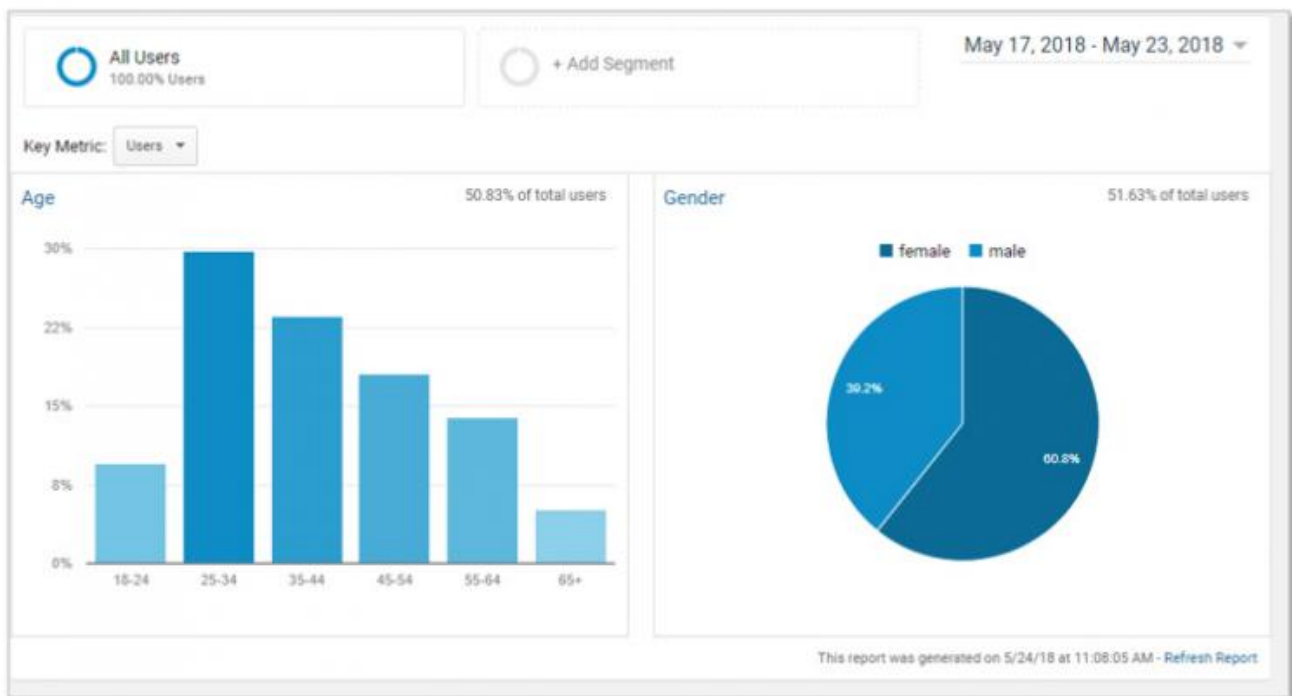 All Users
100.00% Users
+ Add Segment
May 17, 2018 - May 23, 2018
Key Metric: Users
Age
50.83% of total users
30%
22%
15%
8%
0%
18-24 25-34 35-44 45-54 55-64 65+
Gender
51.63% of total users
female male
39.2%
60.8%
This report was generated on 5/24/18 at 11:08:05 AM - Refresh Report